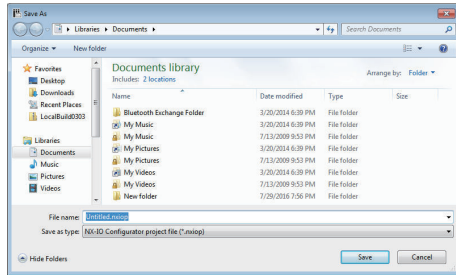 Save As
Libraries ▸ Documents ▸
Search Documents
Organize ▾ New folder
Favorites
Desktop
Downloads
Recent Places
LocalBuild0303
Libraries
Documents
Music
Pictures
Videos
Documents library
Includes: 2 locations
Arrange by: Folder ▾
Name Date modified Type Size
Bluetooth Exchange Folder 3/20/2014 6:39 PM File folder
My Music 3/20/2014 6:39 PM File folder
My Music 7/13/2009 9:53 PM File folder
My Pictures 3/20/2014 6:39 PM File folder
My Pictures 7/13/2009 9:53 PM File folder
My Videos 3/20/2014 6:39 PM File folder
My Videos 7/13/2009 9:53 PM File folder
New folder 7/29/2016 7:56 PM File folder
File name: Untitled.nxiop
Save as type: NX-IO Configurator project file (*.nxiop)
Hide Folders
Save Cancel